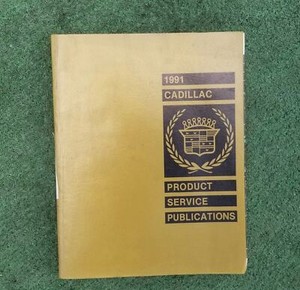 1991
CADILLAC
PRODUCT
SERVICE
PUBLICATIONS